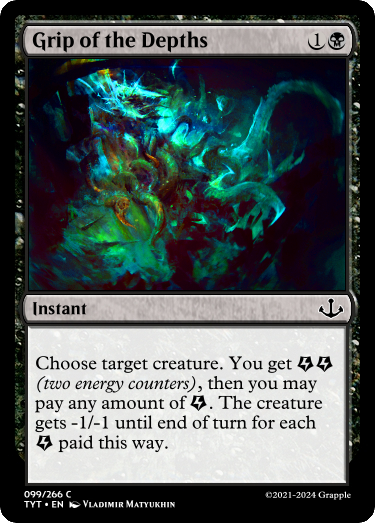 Grip of the Depths 1
Instant
Choose target creature. You get
(two energy counters), then you may
pay any amount of . The creature
gets -1/-1 until end of turn for each
paid this way.
099/266 C
TYT • EN Vladimir Matyukhin
©2021-2024 Grapple